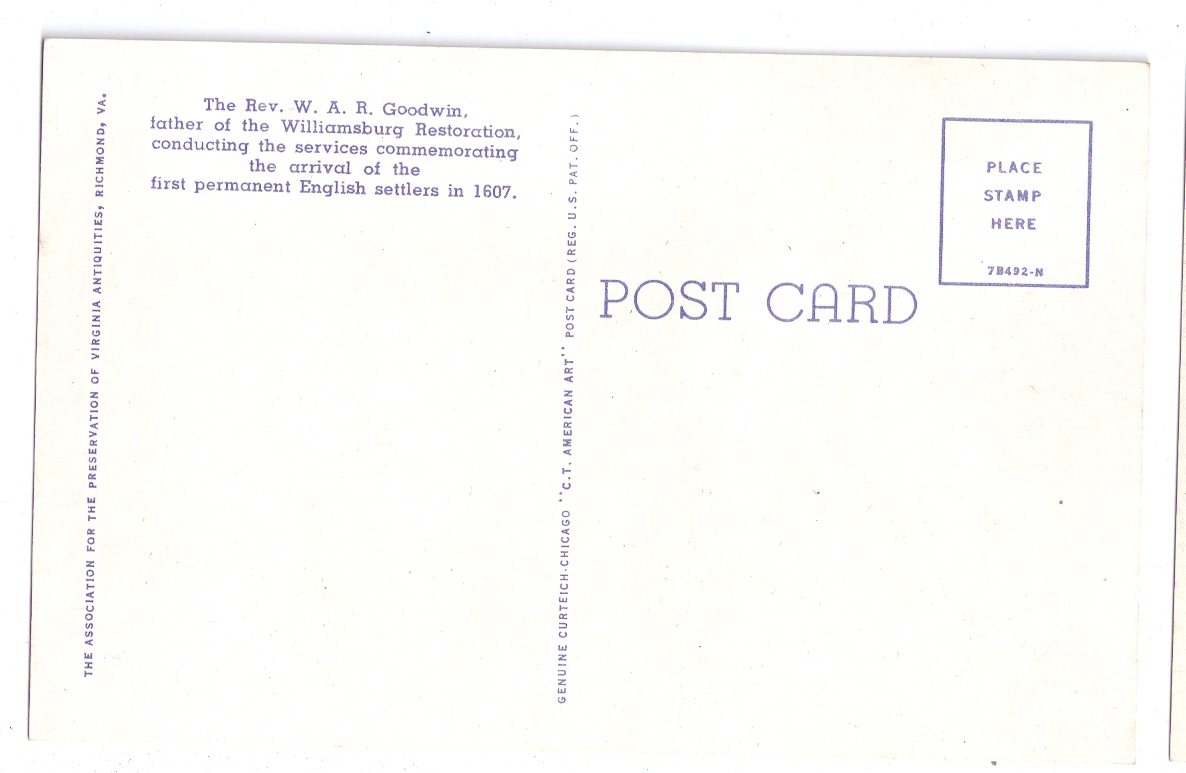 The Rev. W. A. R. Goodwin,
father of the Williamsburg Restoration,
conducting the services commemorating
the arrival of the
first permanent English settlers in 1607.
THE ASSOCIATION FOR THE PRESERVATION OF VIRGINIA ANTIQUITIES, RICHMOND, VA.
GENUINE CURTEICH-CHICAGO "C.T. AMERICAN ART" POST CARD (REG. U.S. PAT. OFF.)
POST CARD
PLACE
STAMP
HERE
7B492-N